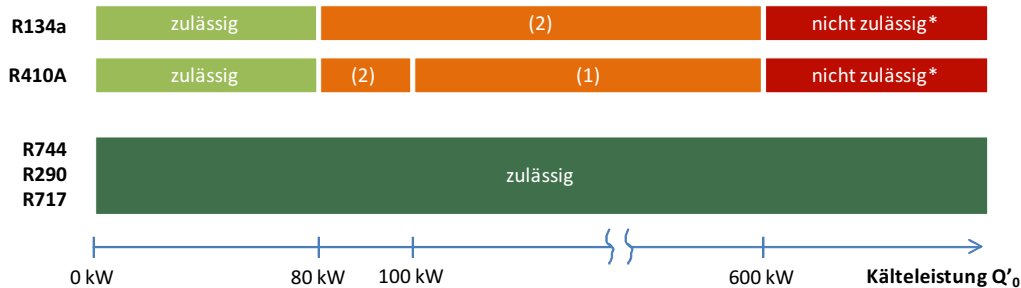 R134a zulässig (2) nicht zulässig*
R410A zulässig (2) (1) nicht zulässig*
R744
R290 zulässig
R717
0 kW 80 kW 100 kW 600 kW Kälteleistung Q'₀